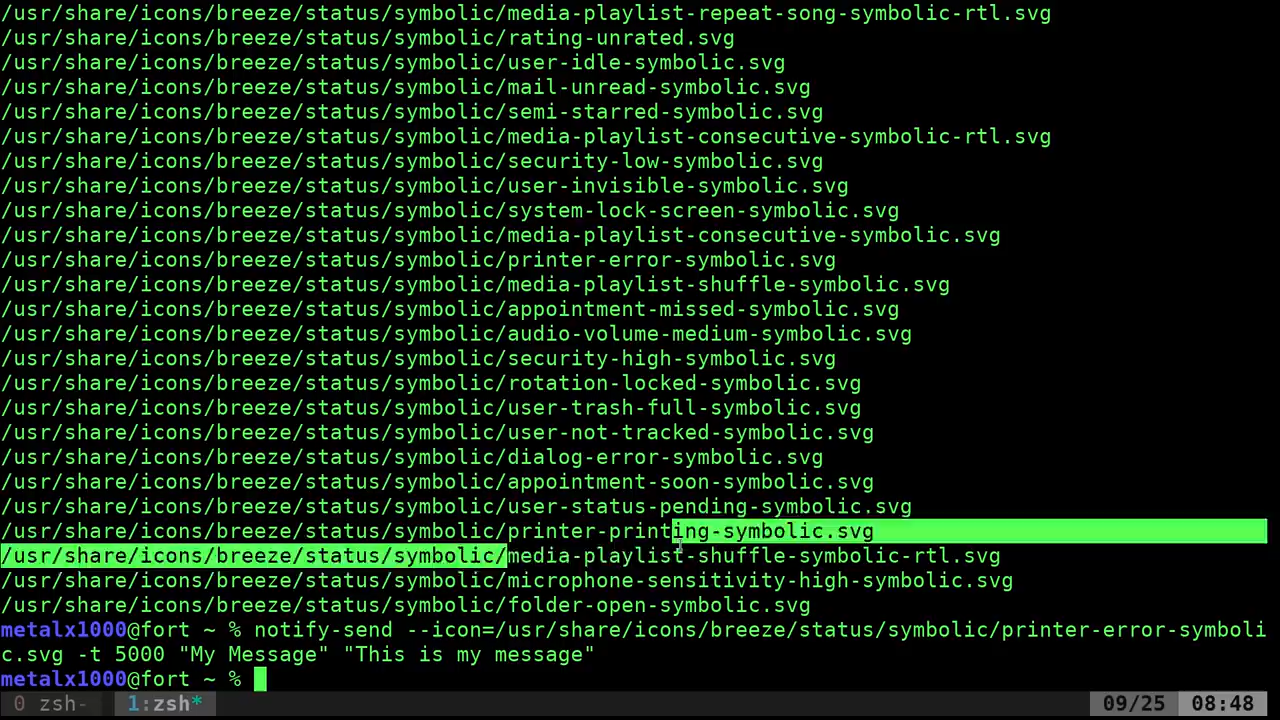 /usr/share/icons/breeze/status/symbolic/media-playlist-repeat-song-symbolic-rtl.svg
/usr/share/icons/breeze/status/symbolic/rating-unrated.svg
/usr/share/icons/breeze/status/symbolic/user-idle-symbolic.svg
/usr/share/icons/breeze/status/symbolic/mail-unread-symbolic.svg
/usr/share/icons/breeze/status/symbolic/semi-starred-symbolic.svg
/usr/share/icons/breeze/status/symbolic/media-playlist-consecutive-symbolic-rtl.svg
/usr/share/icons/breeze/status/symbolic/security-low-symbolic.svg
/usr/share/icons/breeze/status/symbolic/user-invisible-symbolic.svg
/usr/share/icons/breeze/status/symbolic/system-lock-screen-symbolic.svg
/usr/share/icons/breeze/status/symbolic/media-playlist-consecutive-symbolic.svg
/usr/share/icons/breeze/status/symbolic/printer-error-symbolic.svg
/usr/share/icons/breeze/status/symbolic/media-playlist-shuffle-symbolic.svg
/usr/share/icons/breeze/status/symbolic/appointment-missed-symbolic.svg
/usr/share/icons/breeze/status/symbolic/audio-volume-medium-symbolic.svg
/usr/share/icons/breeze/status/symbolic/security-high-symbolic.svg
/usr/share/icons/breeze/status/symbolic/rotation-locked-symbolic.svg
/usr/share/icons/breeze/status/symbolic/user-trash-full-symbolic.svg
/usr/share/icons/breeze/status/symbolic/user-not-tracked-symbolic.svg
/usr/share/icons/breeze/status/symbolic/dialog-error-symbolic.svg
/usr/share/icons/breeze/status/symbolic/appointment-soon-symbolic.svg
/usr/share/icons/breeze/status/symbolic/user-status-pending-symbolic.svg
/usr/share/icons/breeze/status/symbolic/printer-printing-symbolic.svg
/usr/share/icons/breeze/status/symbolic/media-playlist-shuffle-symbolic-rtl.svg
/usr/share/icons/breeze/status/symbolic/microphone-sensitivity-high-symbolic.svg
/usr/share/icons/breeze/status/symbolic/folder-open-symbolic.svg
metalx1000@fort ~ % notify-send --icon=/usr/share/icons/breeze/status/symbolic/printer-error-symboli
c.svg -t 5000 "My Message" "This is my message"
metalx1000@fort ~ %
0 zsh- 1:zsh* 09/25 08:48